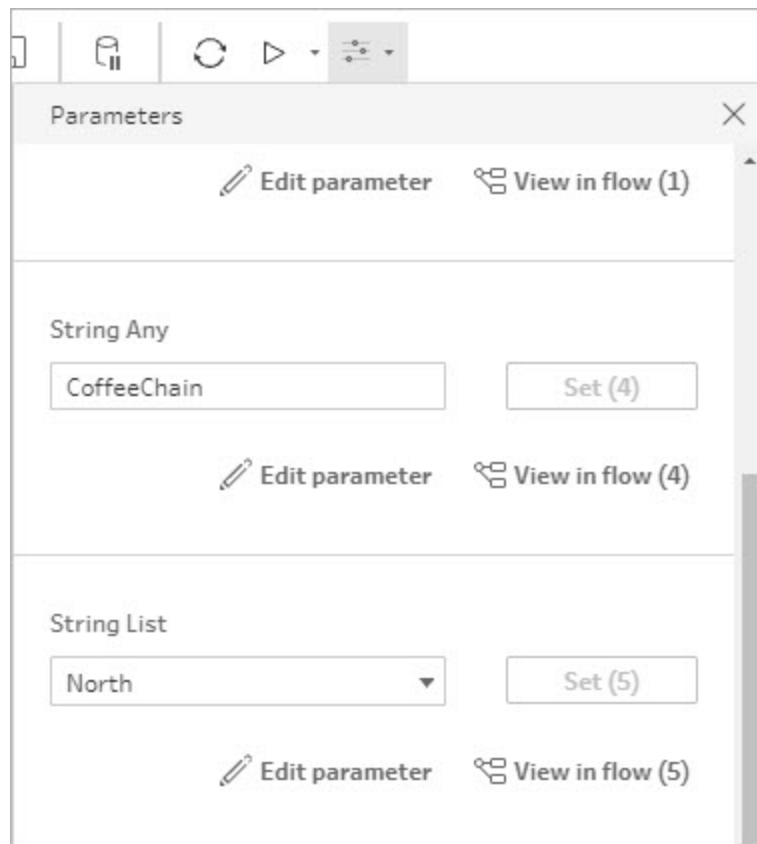 Parameters
Edit parameter View in flow (1)
String Any
CoffeeChain Set (4)
Edit parameter View in flow (4)
String List
North Set (5)
Edit parameter View in flow (5)